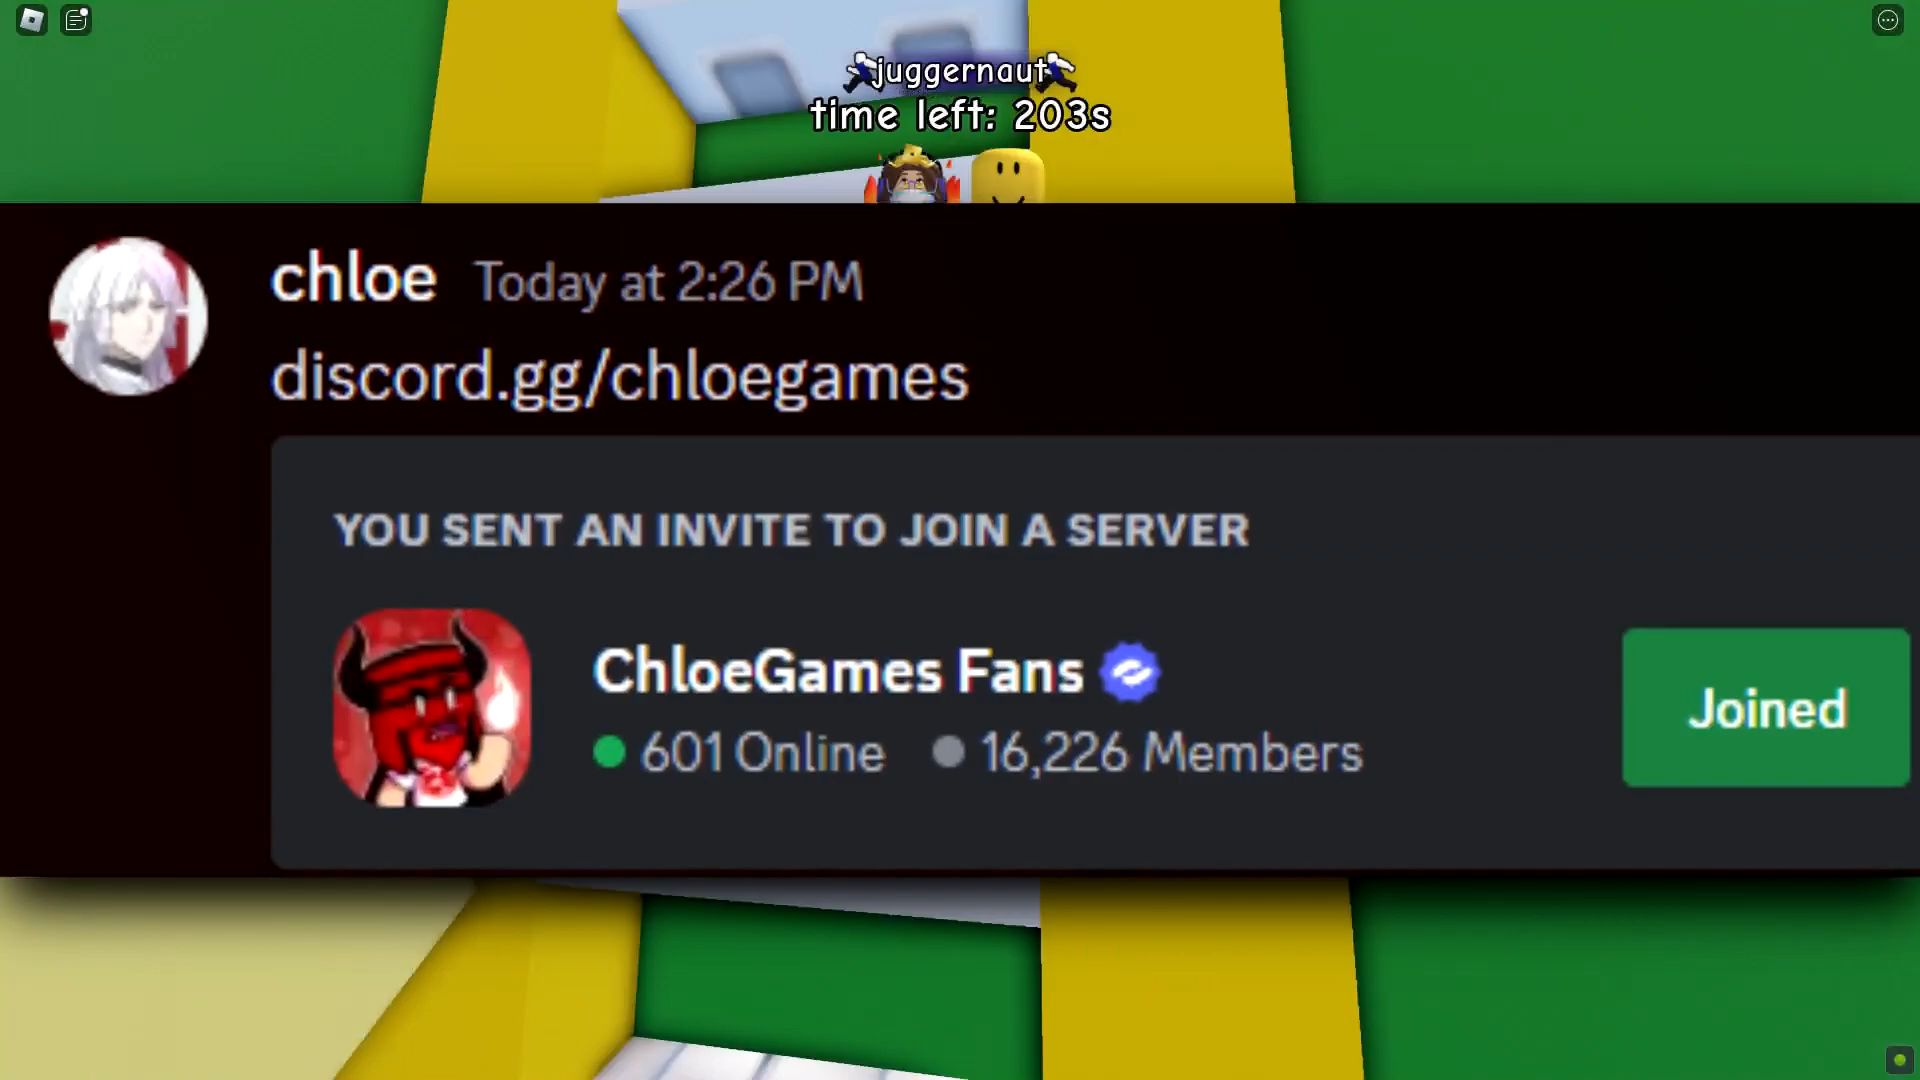 juggernaut
time left: 203s
chloe Today at 2:26 PM
discord.gg/chloegames
YOU SENT AN INVITE TO JOIN A SERVER
ChloeGames Fans
601 Online 16,226 Members
Joined